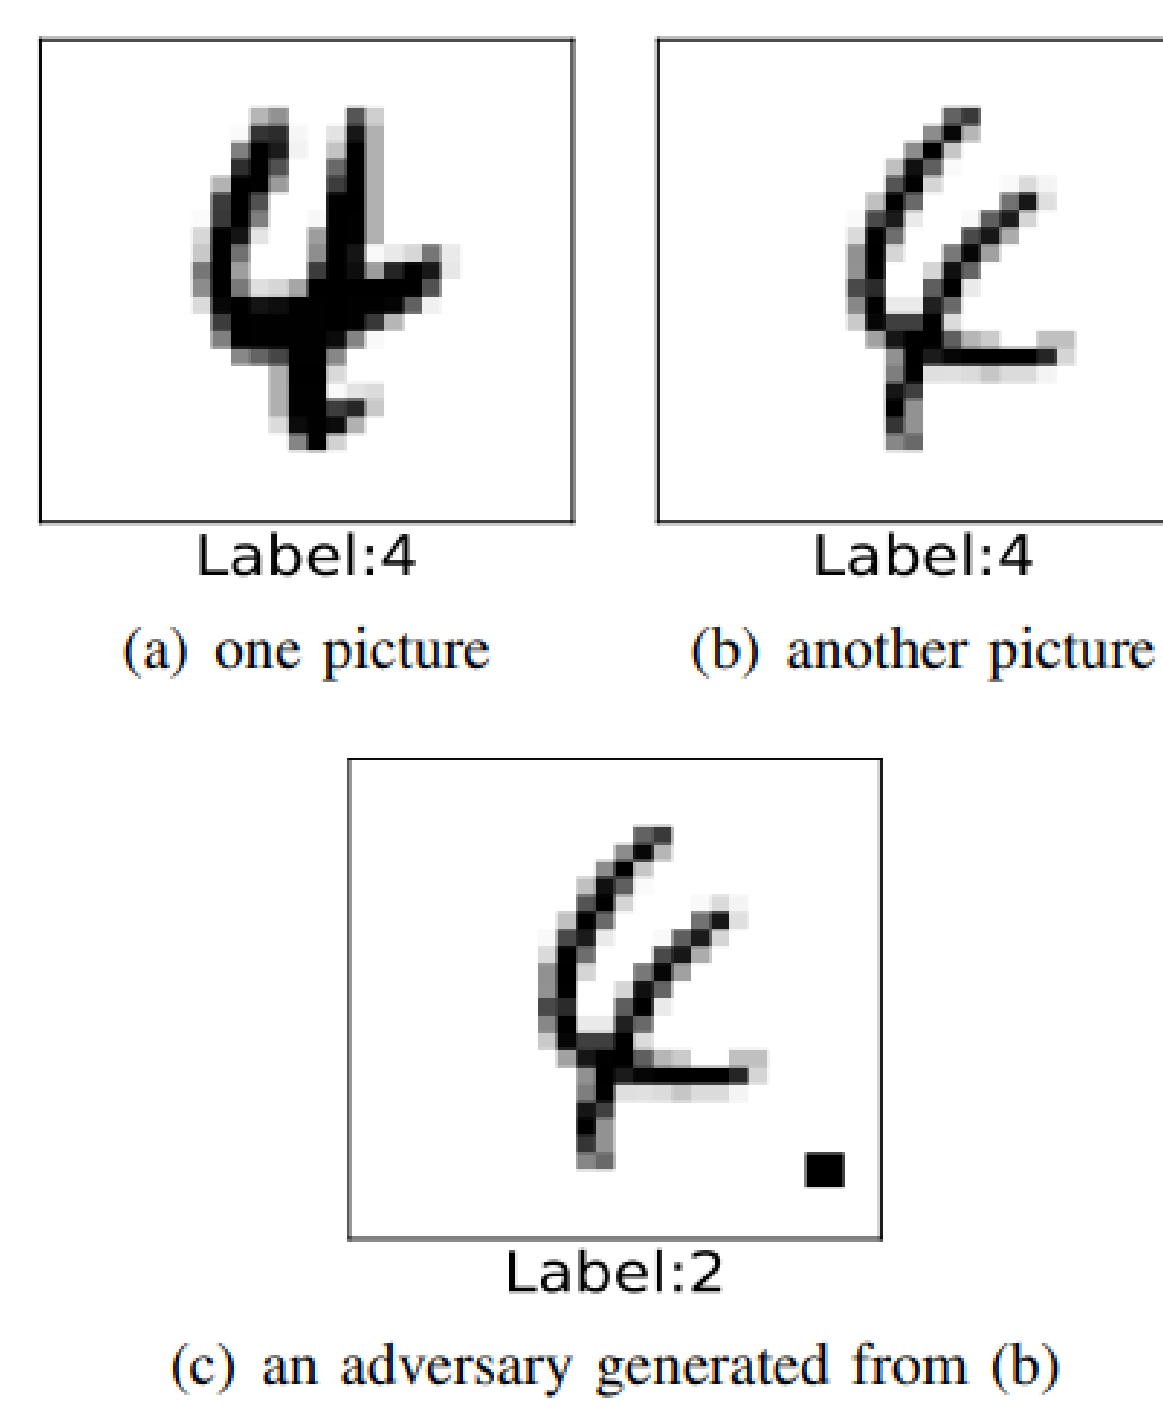 Label:4
Label:4
(a) one picture
(b) another picture
Label:2
(c) an adversary generated from (b)